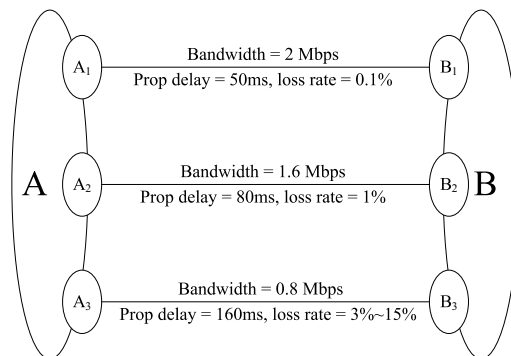 A₁
Bandwidth = 2 Mbps
Prop delay = 50ms, loss rate = 0.1%
B₁
A
A₂
Bandwidth = 1.6 Mbps
Prop delay = 80ms, loss rate = 1%
B₂
B
A₃
Bandwidth = 0.8 Mbps
Prop delay = 160ms, loss rate = 3%~15%
B₃